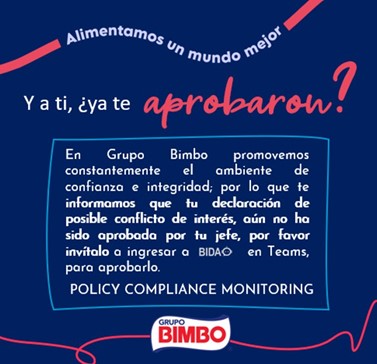 Alimentamos un mundo mejor
Y a ti, ¿ya te aprobaron?
En Grupo Bimbo promovemos
constantemente el ambiente de
confianza e integridad; por lo que te
informamos que tu declaración de
posible conflicto de interés, aún no ha
sido aprobada por tu jefe, por favor
invítalo a ingresar a BIDAO en Teams,
para aprobarlo.
POLICY COMPLIANCE MONITORING
GRUPO
BIMBO